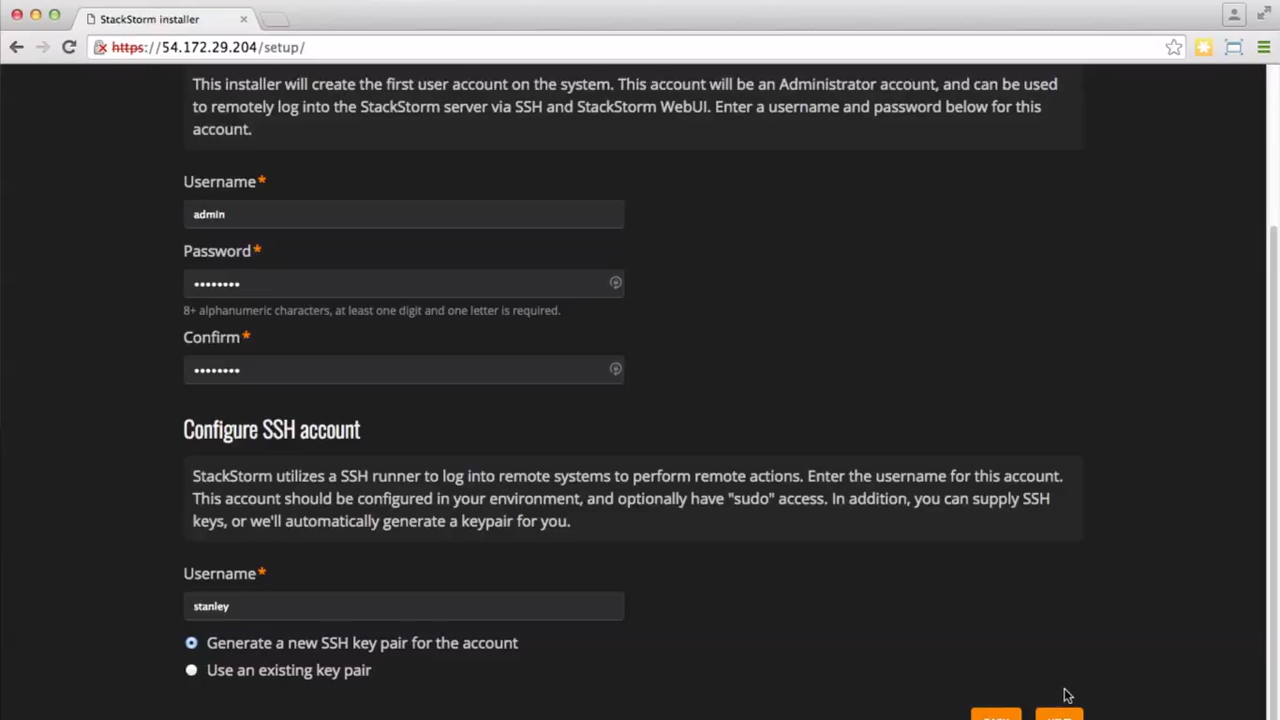 StackStorm installer
https://54.172.29.204/setup/
This installer will create the first user account on the system. This account will be an Administrator account, and can be used
to remotely log into the StackStorm server via SSH and StackStorm WebUI. Enter a username and password below for this
account.
Username*
admin
Password*
••••••••
8+ alphanumeric characters, at least one digit and one letter is required.
Confirm*
••••••••
Configure SSH account
StackStorm utilizes a SSH runner to log into remote systems to perform remote actions. Enter the username for this account.
This account should be configured in your environment, and optionally have "sudo" access. In addition, you can supply SSH
keys, or we'll automatically generate a keypair for you.
Username*
stanley
Generate a new SSH key pair for the account
Use an existing key pair